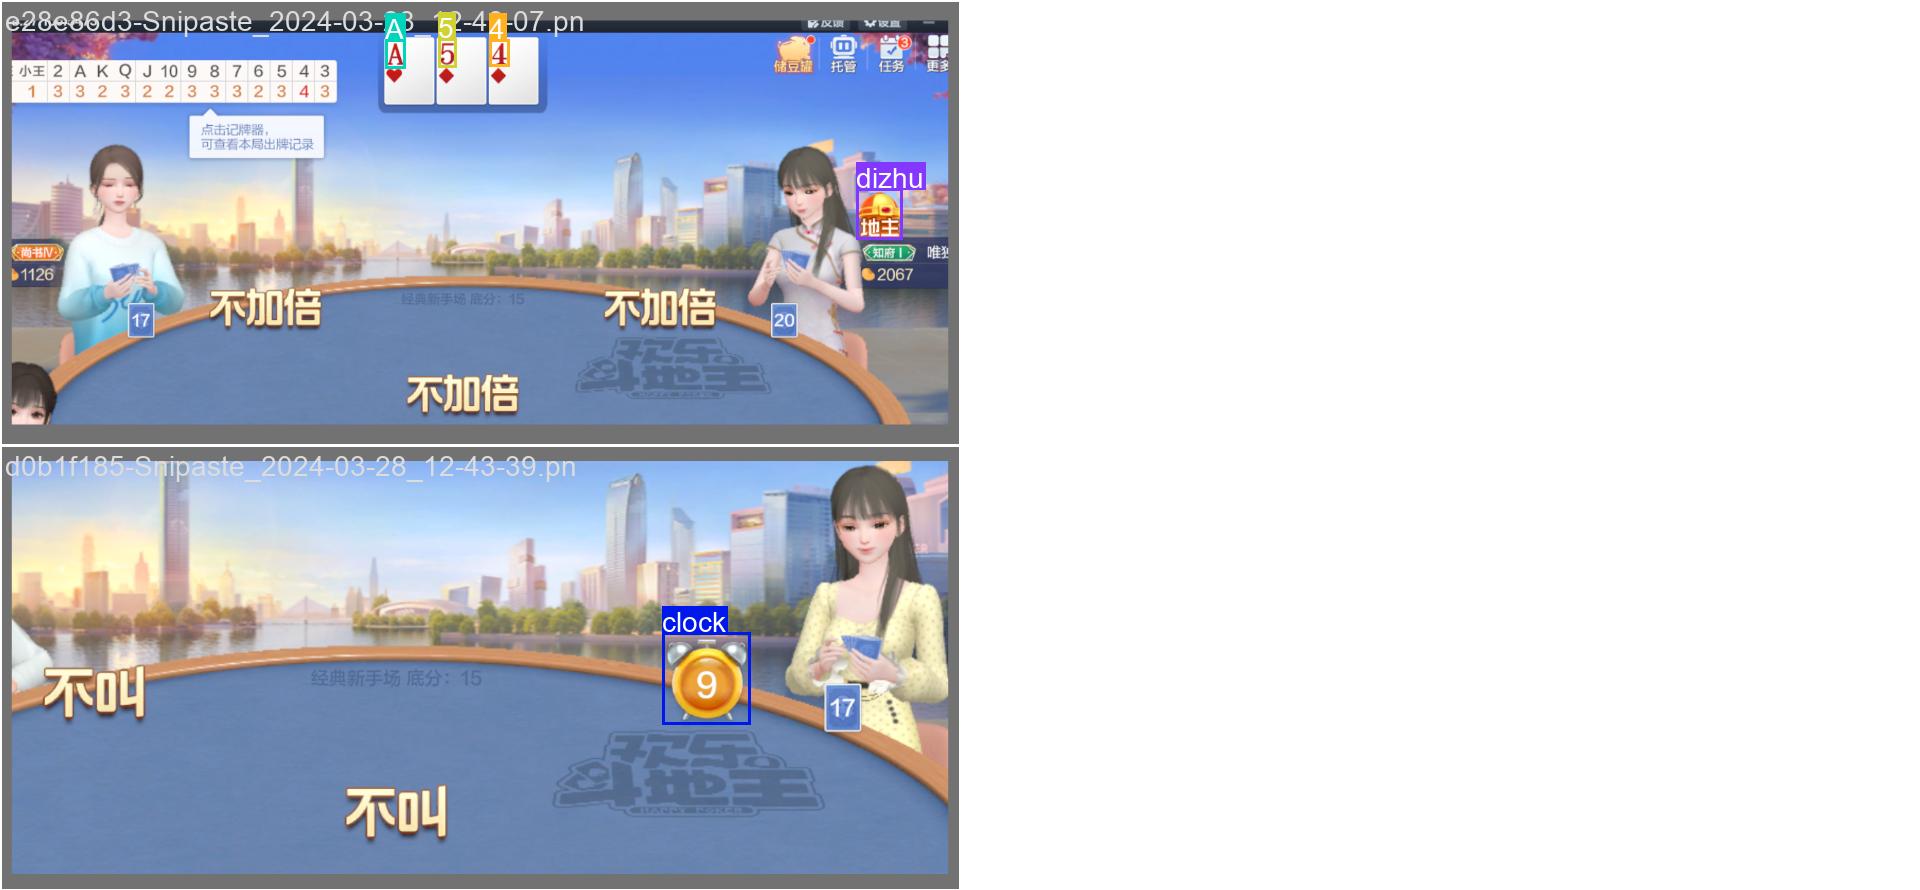 e28e86d3-Snipaste_2024-03-28_12-43-07.pn
反馈 设置
A 5 4
A 5 4
小王 2 A K Q J 10 9 8 7 6 5 4 3
1 3 3 2 3 2 2 3 3 3 2 3 4 3
储豆罐 托管 任务 3 更多
点击记牌器，
可查看本局出牌记录
dizhu
地主
尚书IV
1126
知府I 唯独
2067
经典新手场 底分：15
不加倍 不加倍
17 20
欢乐
斗地主
不加倍
d0b1f185-Snipaste_2024-03-28_12-43-39.pn
clock
9
不叫
经典新手场 底分：15
17
欢乐
斗地主
HAPPY POKER
不叫